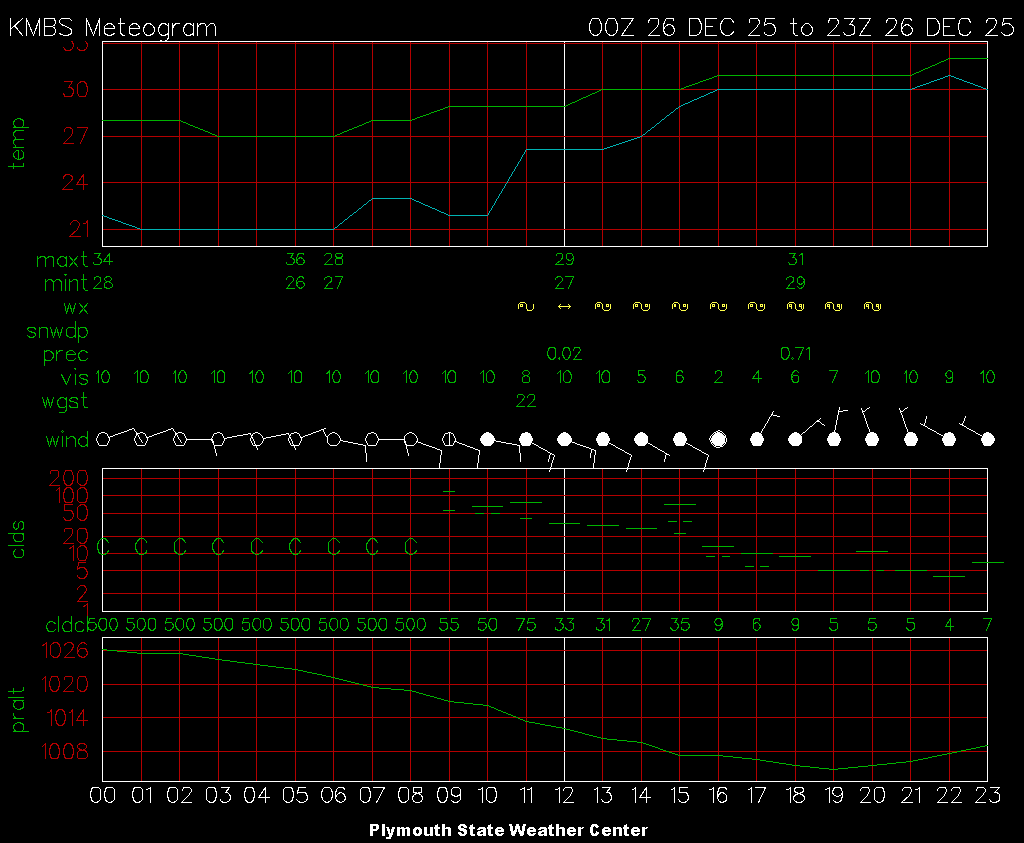 KMBS Meteogram 00Z 26 DEC 25 to 23Z 26 DEC 25
33
30
27
24
21
temp
maxt 34 36 28 29 31
mint 28 26 27 27 29
wx
snwdp
prec 0.02 0.71
vis 10 10 10 10 10 10 10 10 10 10 10 8 10 10 5 6 2 4 6 7 10 10 9 10
wgst 22
wind
200
100
50
20
10
5
2
1
clds
C C C C C C C C C
cldcl 500 500 500 500 500 500 500 500 500 55 50 75 33 31 27 35 9 6 9 5 5 5 4 7
1026
1020
1014
1008
pralt
00 01 02 03 04 05 06 07 08 09 10 11 12 13 14 15 16 17 18 19 20 21 22 23
Plymouth State Weather Center